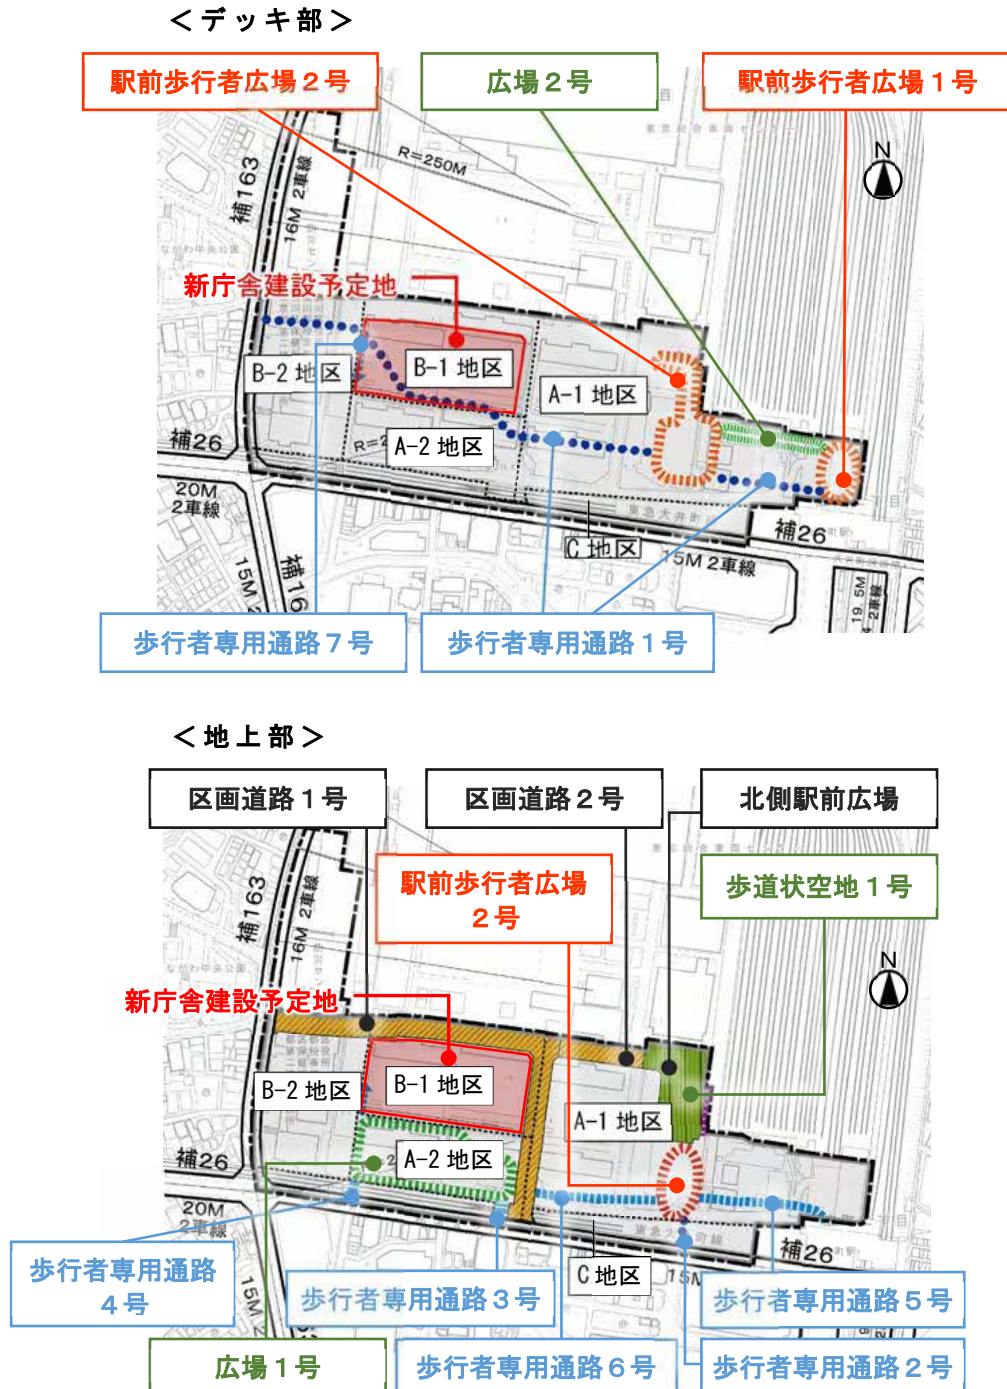 ＜デッキ部＞
駅前歩行者広場２号
広場２号
駅前歩行者広場１号
N
R=250M
補163
16M 2車線
新庁舎建設予定地
B-2 地区
B-1 地区
A-1 地区
A-2 地区
補26
20M
2車線
東急大井町
C 地区
補26
15M 2車線
19.5M
歩行者専用通路７号
歩行者専用通路１号
＜地上部＞
区画道路１号
区画道路２号
北側駅前広場
駅前歩行者広場
２号
歩道状空地１号
補163
16M 2車線
N
新庁舎建設予定地
B-2 地区
B-1 地区
A-1 地区
A-2 地区
補26
20M
2車線
東急大井町線
C 地区
補26
歩行者専用通路
４号
歩行者専用通路３号
歩行者専用通路５号
広場１号
歩行者専用通路６号
歩行者専用通路２号